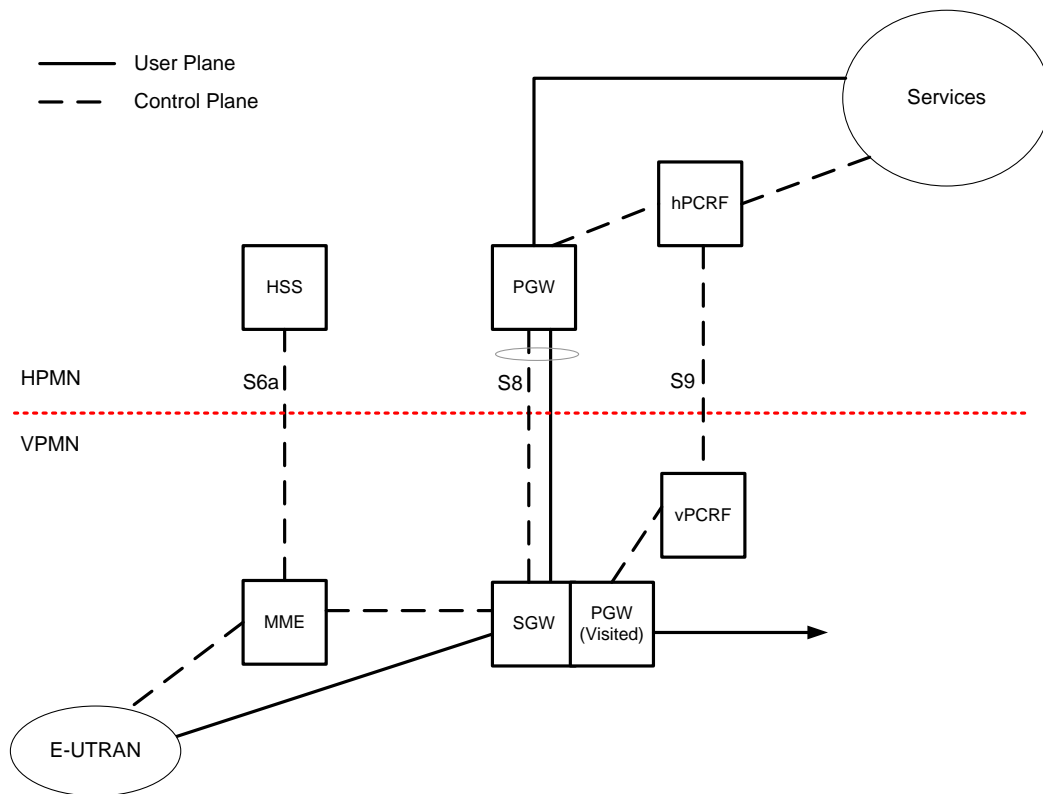 User Plane
Control Plane
Services
hPCRF
HSS
PGW
HPMN
S6a
S8
S9
VPMN
vPCRF
MME
SGW
PGW
(Visited)
E-UTRAN